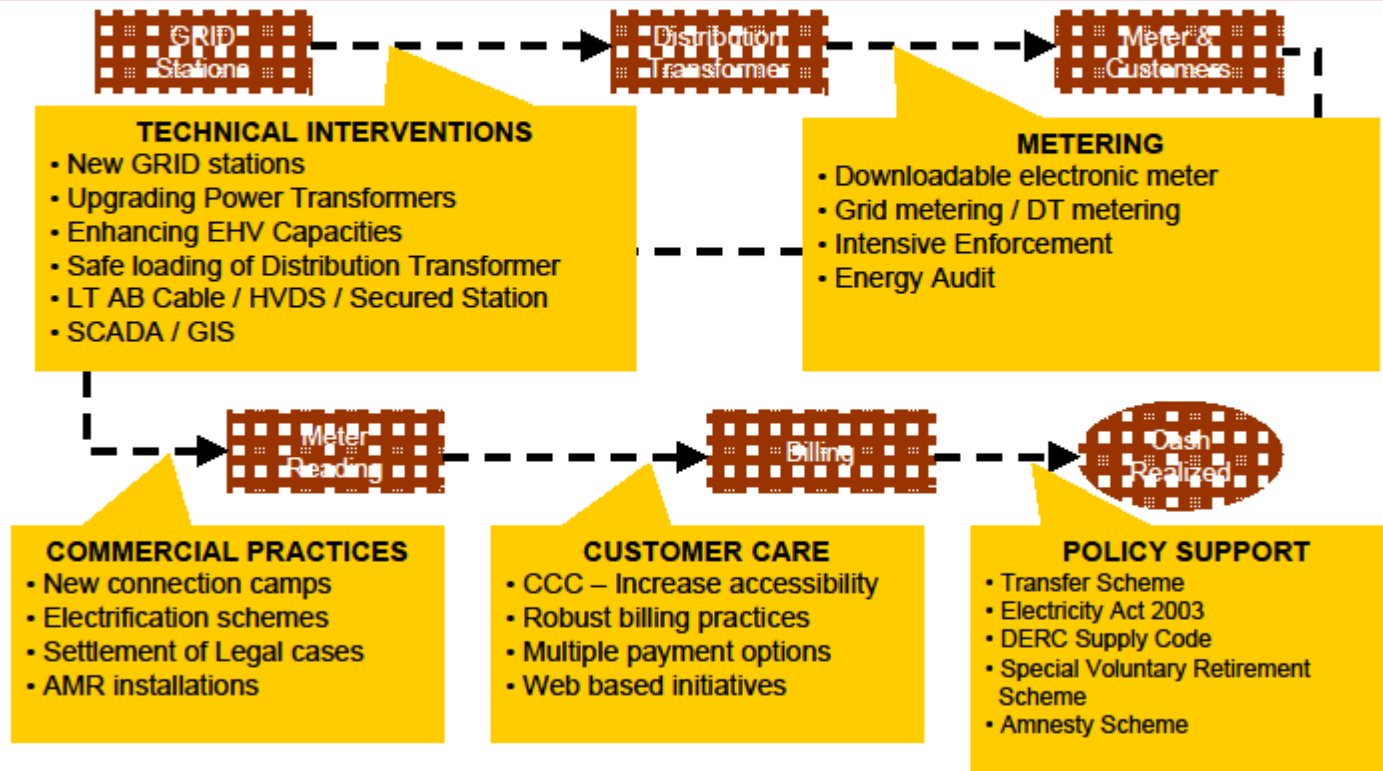 GRID
Stations
Distribution
Transformer
Meter &
Customers
TECHNICAL INTERVENTIONS
• New GRID stations
• Upgrading Power Transformers
• Enhancing EHV Capacities
• Safe loading of Distribution Transformer
• LT AB Cable / HVDS / Secured Station
• SCADA / GIS
METERING
• Downloadable electronic meter
• Grid metering / DT metering
• Intensive Enforcement
• Energy Audit
Meter
Reading
Billing
Cash
Realized
COMMERCIAL PRACTICES
• New connection camps
• Electrification schemes
• Settlement of Legal cases
• AMR installations
CUSTOMER CARE
• CCC – Increase accessibility
• Robust billing practices
• Multiple payment options
• Web based initiatives
POLICY SUPPORT
• Transfer Scheme
• Electricity Act 2003
• DERC Supply Code
• Special Voluntary Retirement
Scheme
• Amnesty Scheme